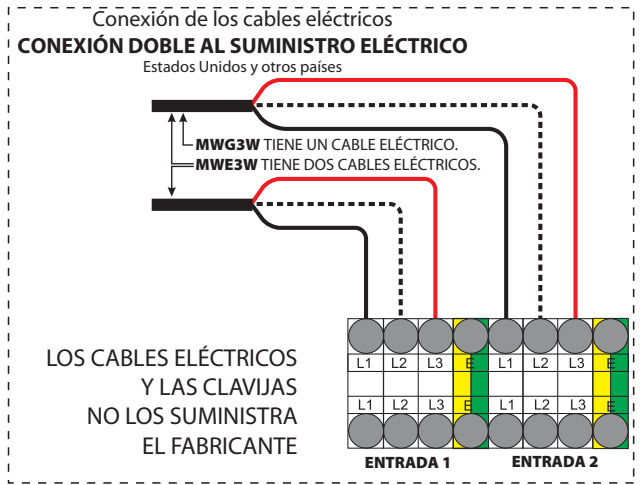 Conexión de los cables eléctricos
CONEXIÓN DOBLE AL SUMINISTRO ELÉCTRICO
Estados Unidos y otros países
MWG3W TIENE UN CABLE ELÉCTRICO.
MWE3W TIENE DOS CABLES ELÉCTRICOS.
LOS CABLES ELÉCTRICOS
Y LAS CLAVIJAS
NO LOS SUMINISTRA
EL FABRICANTE
L1 L2 L3 E L1 L2 L3 E
L1 L2 L3 E L1 L2 L3 E
ENTRADA 1 ENTRADA 2